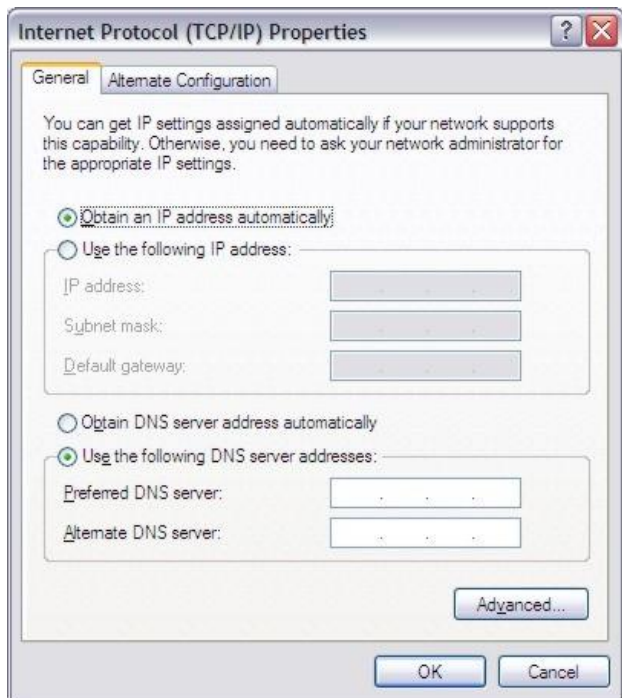 Internet Protocol (TCP/IP) Properties
General
Alternate Configuration
You can get IP settings assigned automatically if your network supports
this capability. Otherwise, you need to ask your network administrator for
the appropriate IP settings.
Obtain an IP address automatically
Use the following IP address:
IP address:
Subnet mask:
Default gateway:
Obtain DNS server address automatically
Use the following DNS server addresses:
Preferred DNS server:
Alternate DNS server:
Advanced...
OK
Cancel